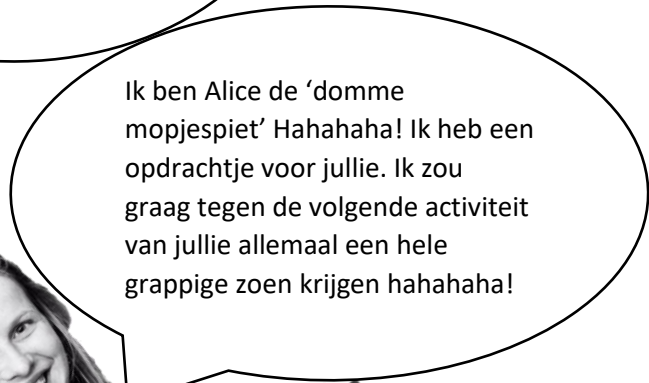 Ik ben Alice de ‘domme
mopjespiet’ Hahahaha! Ik heb een
opdrachtje voor jullie. Ik zou
graag tegen de volgende activiteit
van jullie allemaal een hele
grappige zoen krijgen hahahaha!